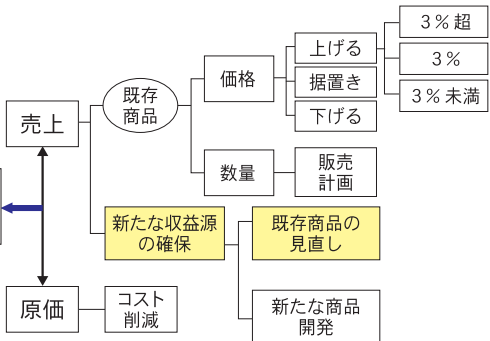 3％超
上げる
3％
既存
商品
価格
据置き
3％未満
下げる
売上
数量
販売
計画
新たな収益源
の確保
既存商品の
見直し
原価
コスト
削減
新たな商品
開発